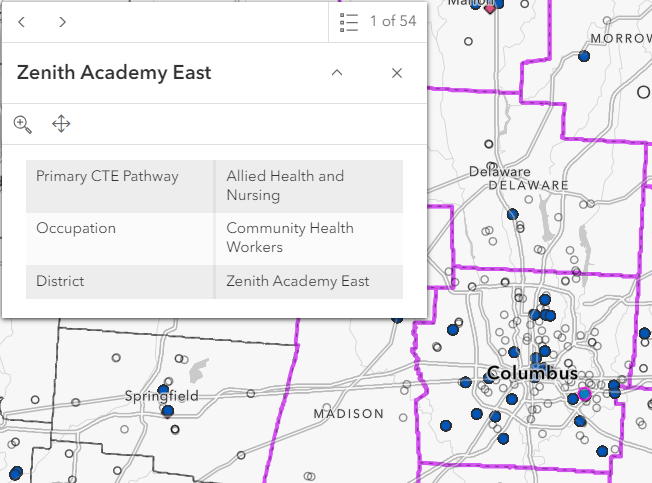 1 of 54
Zenith Academy East
Primary CTE Pathway
Allied Health and
Nursing
Occupation
Community Health
Workers
District
Zenith Academy East
MORROW
Delaware
DELAWARE
Columbus
Springfield
MADISON